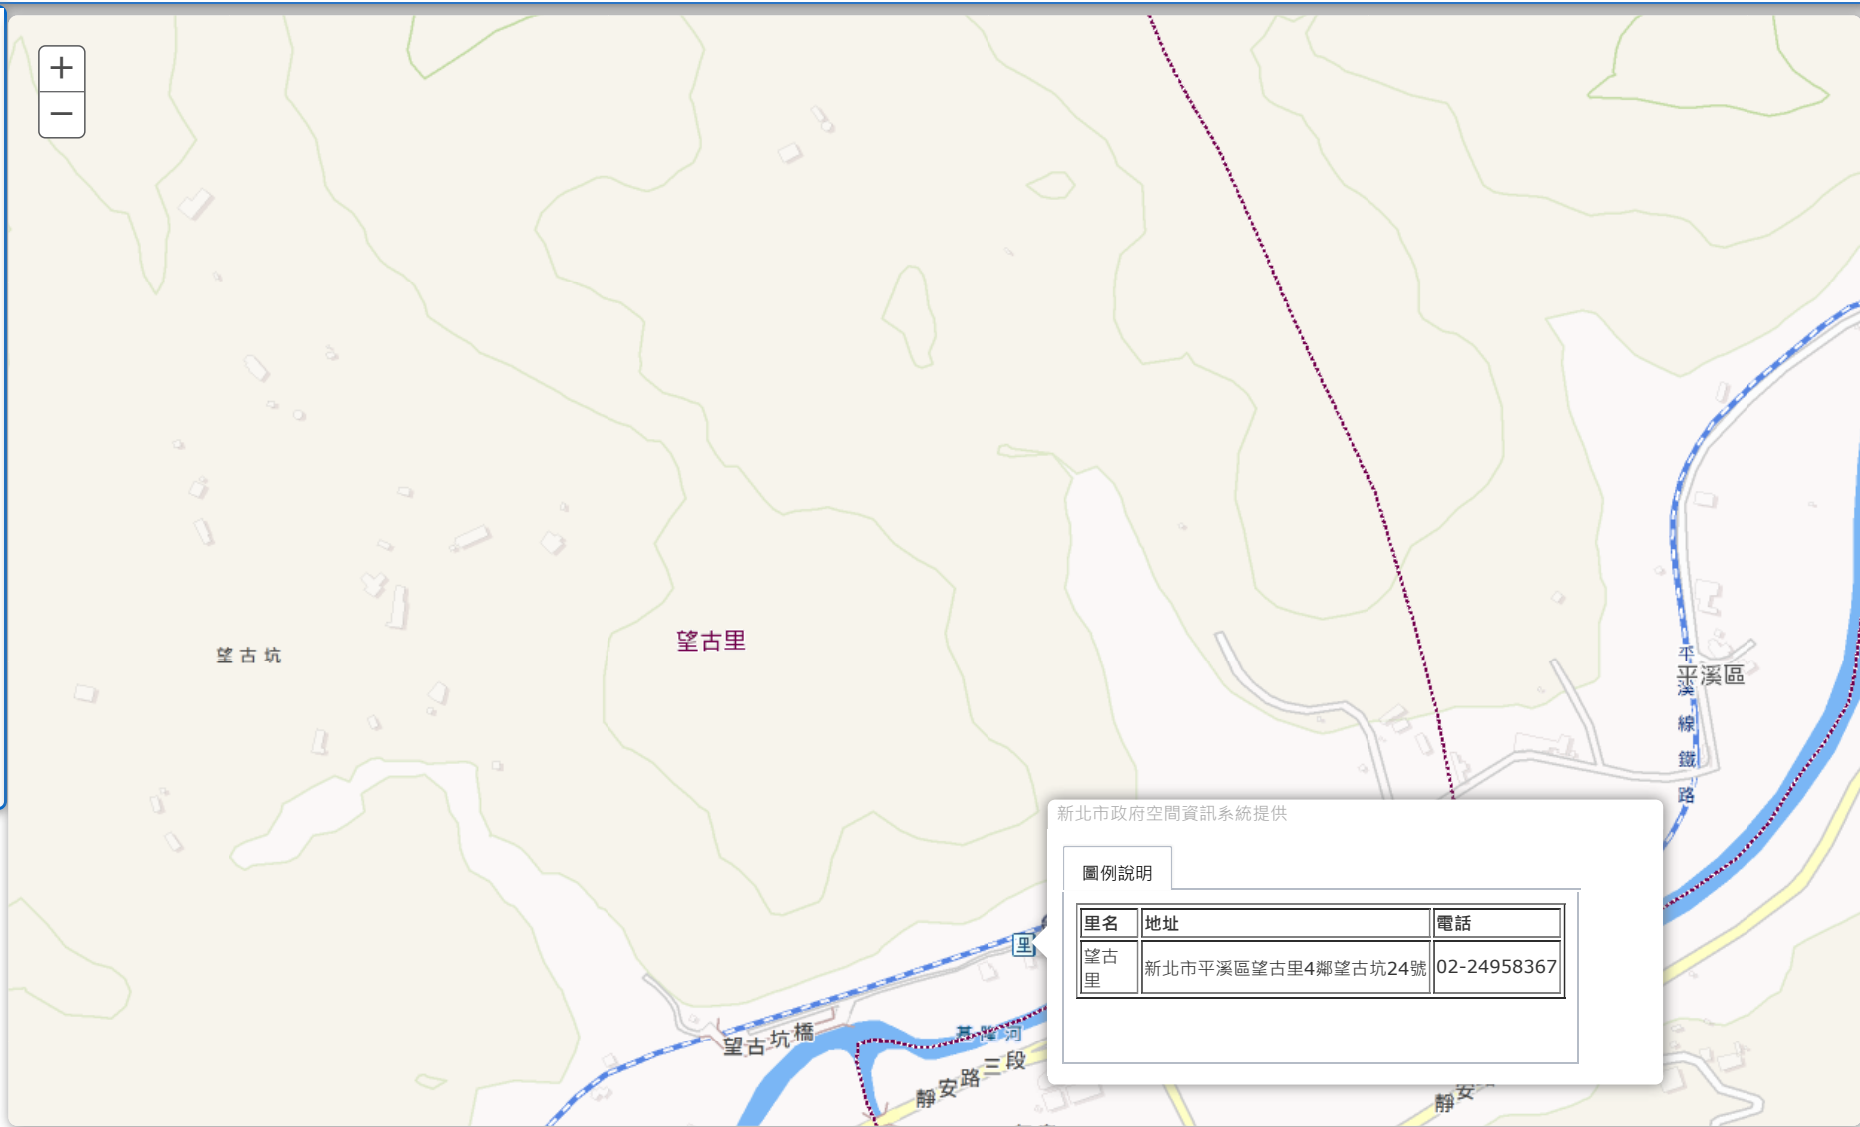 +
−
望古里
望古坑
平溪區
平溪線鐵路
新北市政府空間資訊系統提供
圖例說明
里名 地址 電話
望古里 新北市平溪區望古里4鄰望古坑24號 02-24958367
里
望古坑橋
基隆河
靜安路三段
靜安